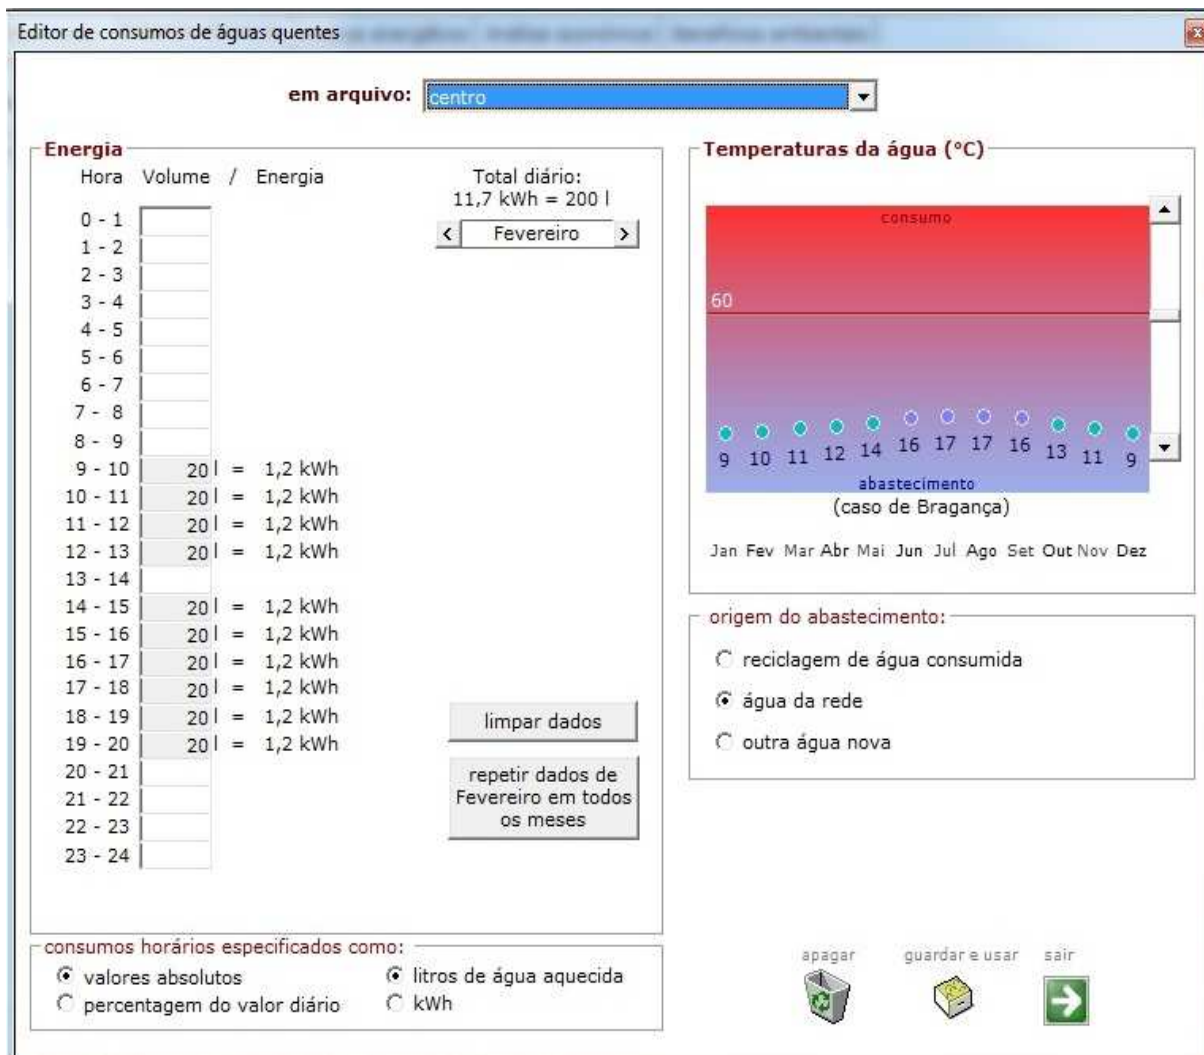 Editor de consumos de águas quentes
em arquivo: centro
Energia
Hora Volume / Energia
Total diário:
11,7 kWh = 200 l
< Fevereiro >
0 - 1
1 - 2
2 - 3
3 - 4
4 - 5
5 - 6
6 - 7
7 - 8
8 - 9
9 - 10 20 l = 1,2 kWh
10 - 11 20 l = 1,2 kWh
11 - 12 20 l = 1,2 kWh
12 - 13 20 l = 1,2 kWh
13 - 14
14 - 15 20 l = 1,2 kWh
15 - 16 20 l = 1,2 kWh
16 - 17 20 l = 1,2 kWh
17 - 18 20 l = 1,2 kWh
18 - 19 20 l = 1,2 kWh
19 - 20 20 l = 1,2 kWh
20 - 21
21 - 22
22 - 23
23 - 24
limpar dados
repetir dados de
Fevereiro em todos
os meses
Temperaturas da água (°C)
consumo
60
9 10 11 12 14 16 17 17 16 13 11 9
abastecimento
(caso de Bragança)
Jan Fev Mar Abr Mai Jun Jul Ago Set Out Nov Dez
origem do abastecimento:
reciclagem de água consumida
água da rede
outra água nova
consumos horários especificados como:
valores absolutos
litros de água aquecida
percentagem do valor diário
kWh
apagar
guardar e usar
sair